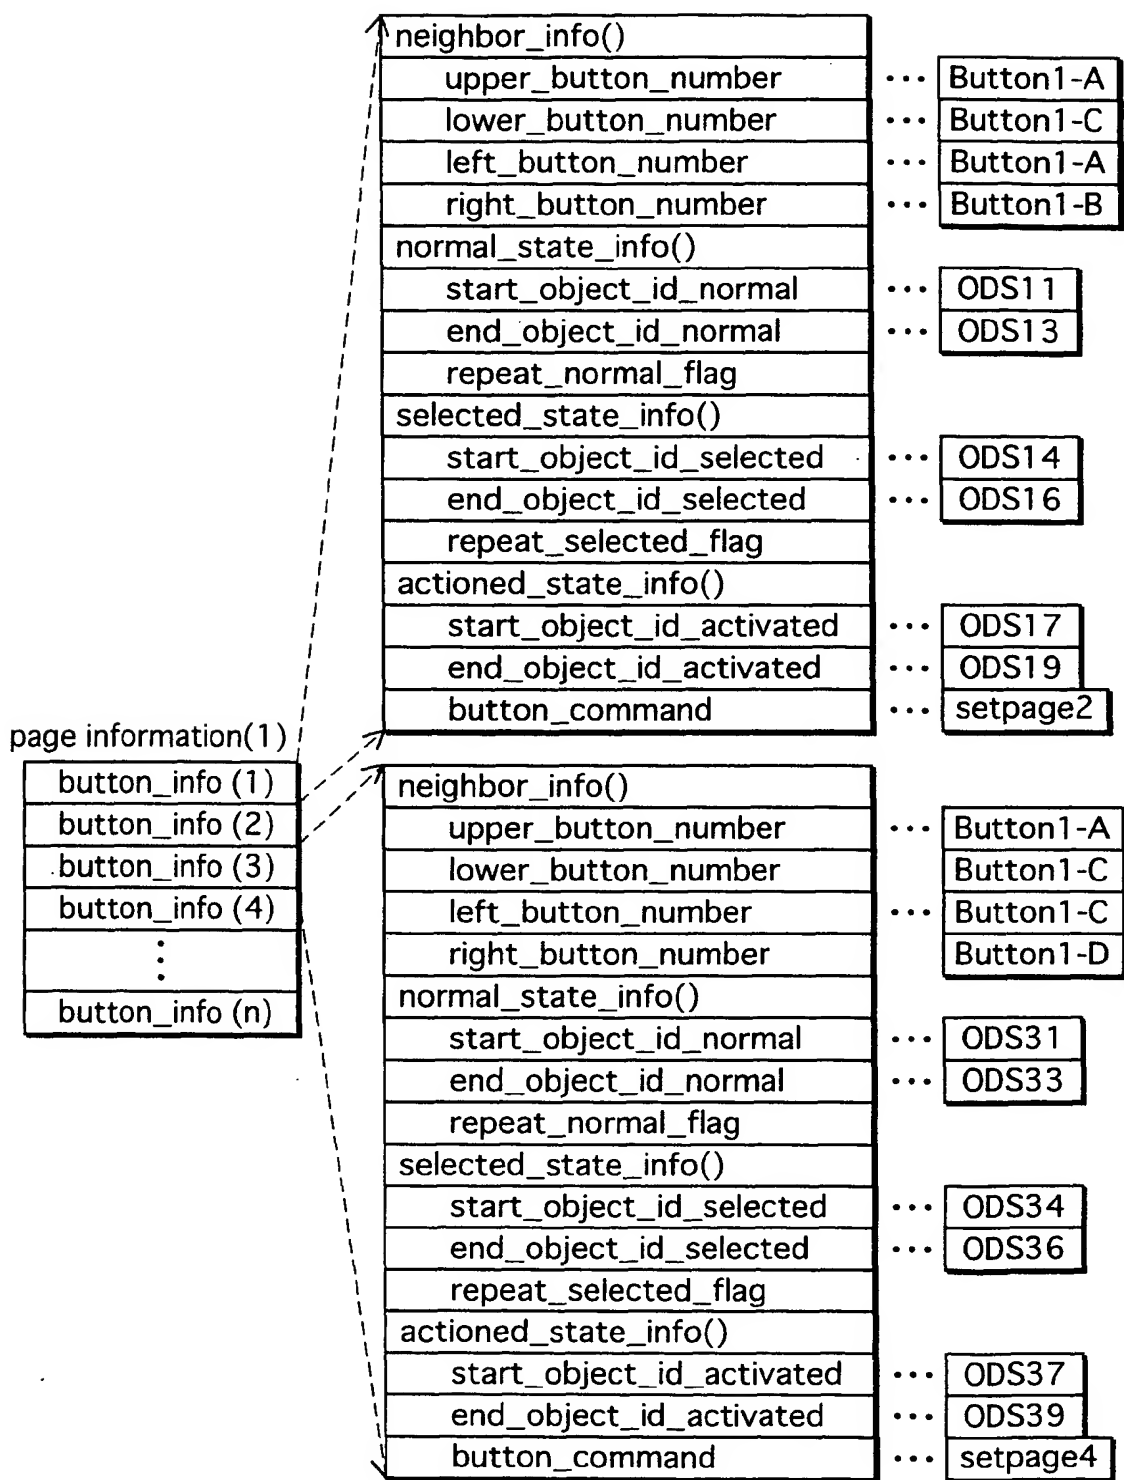 neighbor_info()
upper_button_number ••• Button1-A
lower_button_number ••• Button1-C
left_button_number ••• Button1-A
right_button_number ••• Button1-B
normal_state_info()
start_object_id_normal ••• ODS11
end_object_id_normal ••• ODS13
repeat_normal_flag
selected_state_info()
start_object_id_selected ••• ODS14
end_object_id_selected ••• ODS16
repeat_selected_flag
actioned_state_info()
start_object_id_activated ••• ODS17
end_object_id_activated ••• ODS19
button_command ••• setpage2
page information(1)
button_info (1)
button_info (2)
button_info (3)
button_info (4)
button_info (n)
neighbor_info()
upper_button_number ••• Button1-A
lower_button_number Button1-C
left_button_number ••• Button1-C
right_button_number Button1-D
normal_state_info()
start_object_id_normal ••• ODS31
end_object_id_normal ••• ODS33
repeat_normal_flag
selected_state_info()
start_object_id_selected ••• ODS34
end_object_id_selected ••• ODS36
repeat_selected_flag
actioned_state_info()
start_object_id_activated ••• ODS37
end_object_id_activated ••• ODS39
button_command ••• setpage4